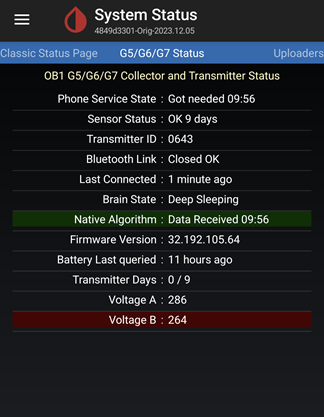 System Status
4849d3301-Orig-2023.12.05
Classic Status Page G5/G6/G7 Status Uploaders
OB1 G5/G6/G7 Collector and Transmitter Status
Phone Service State : Got needed 09:56
Sensor Status : OK 9 days
Transmitter ID : 0643
Bluetooth Link : Closed OK
Last Connected : 1 minute ago
Brain State : Deep Sleeping
Native Algorithm : Data Received 09:56
Firmware Version : 32.192.105.64
Battery Last queried : 11 hours ago
Transmitter Days : 0 / 9
Voltage A : 286
Voltage B : 264